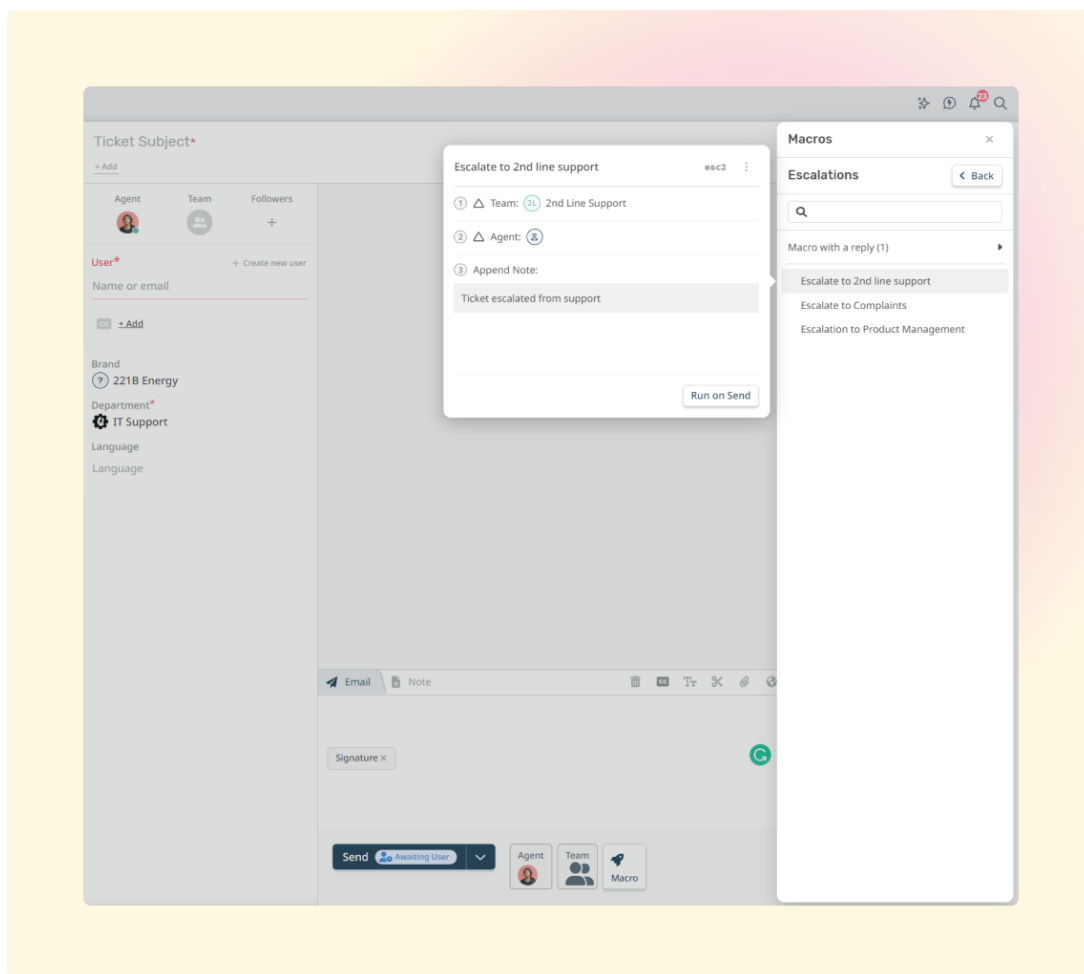 23
Ticket Subject*
+ Add
Agent Team Followers
User* + Create new user
Name or email
CC + Add
Brand
? 221B Energy
Department*
IT Support
Language
Language
Escalate to 2nd line support esc2
1 Team: 2L 2nd Line Support
2 Agent:
3 Append Note:
Ticket escalated from support
Run on Send
Macros ×
Escalations
< Back
Macro with a reply (1)
Escalate to 2nd line support
Escalate to Complaints
Escalation to Product Management
Email Note
CC TT
Signature ×
G
Send Awaiting User
Agent Team
Macro